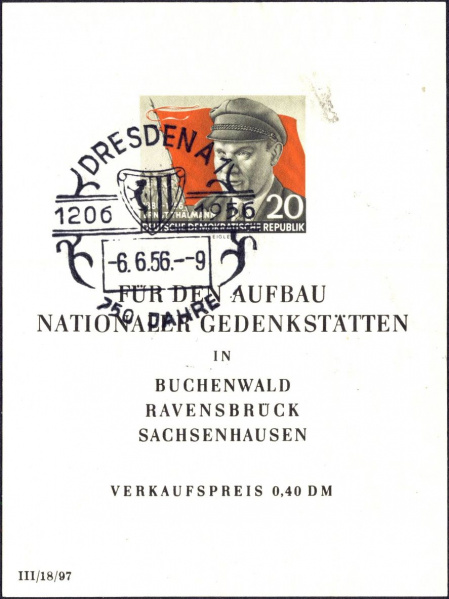 DRESDEN A 7
1206 1956
-6.6.56.--9
750 JAHRE
ERNST THÄLMANN
20
DEUTSCHE DEMOKRATISCHE REPUBLIK
FÜR DEN AUFBAU
NATIONALER GEDENKSTÄTTEN
IN
BUCHENWALD
RAVENSBRÜCK
SACHSENHAUSEN
VERKAUFSPREIS 0,40 DM
III/18/97